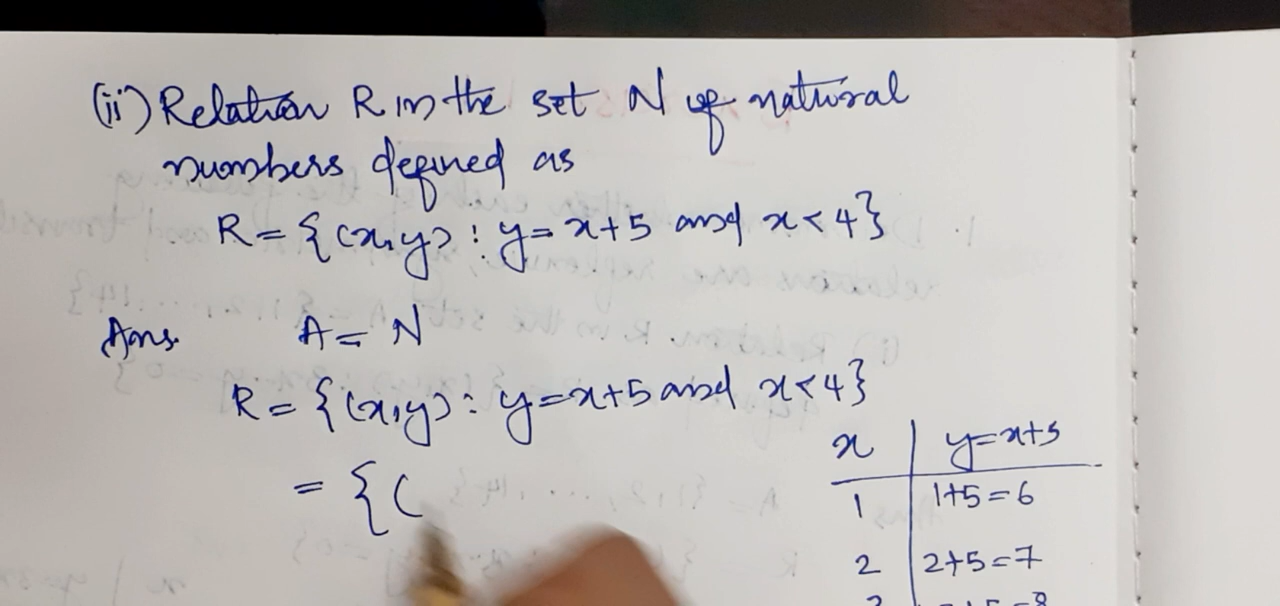 (ii) Relation R in the set N of natural
numbers defined as
R = {(x, y) : y = x+5 and x < 4}
Ans. A = N
R = {(x, y) : y = x+5 and x < 4}
= {(
x | y = x+5
1 | 1+5 = 6
2 | 2+5 = 7